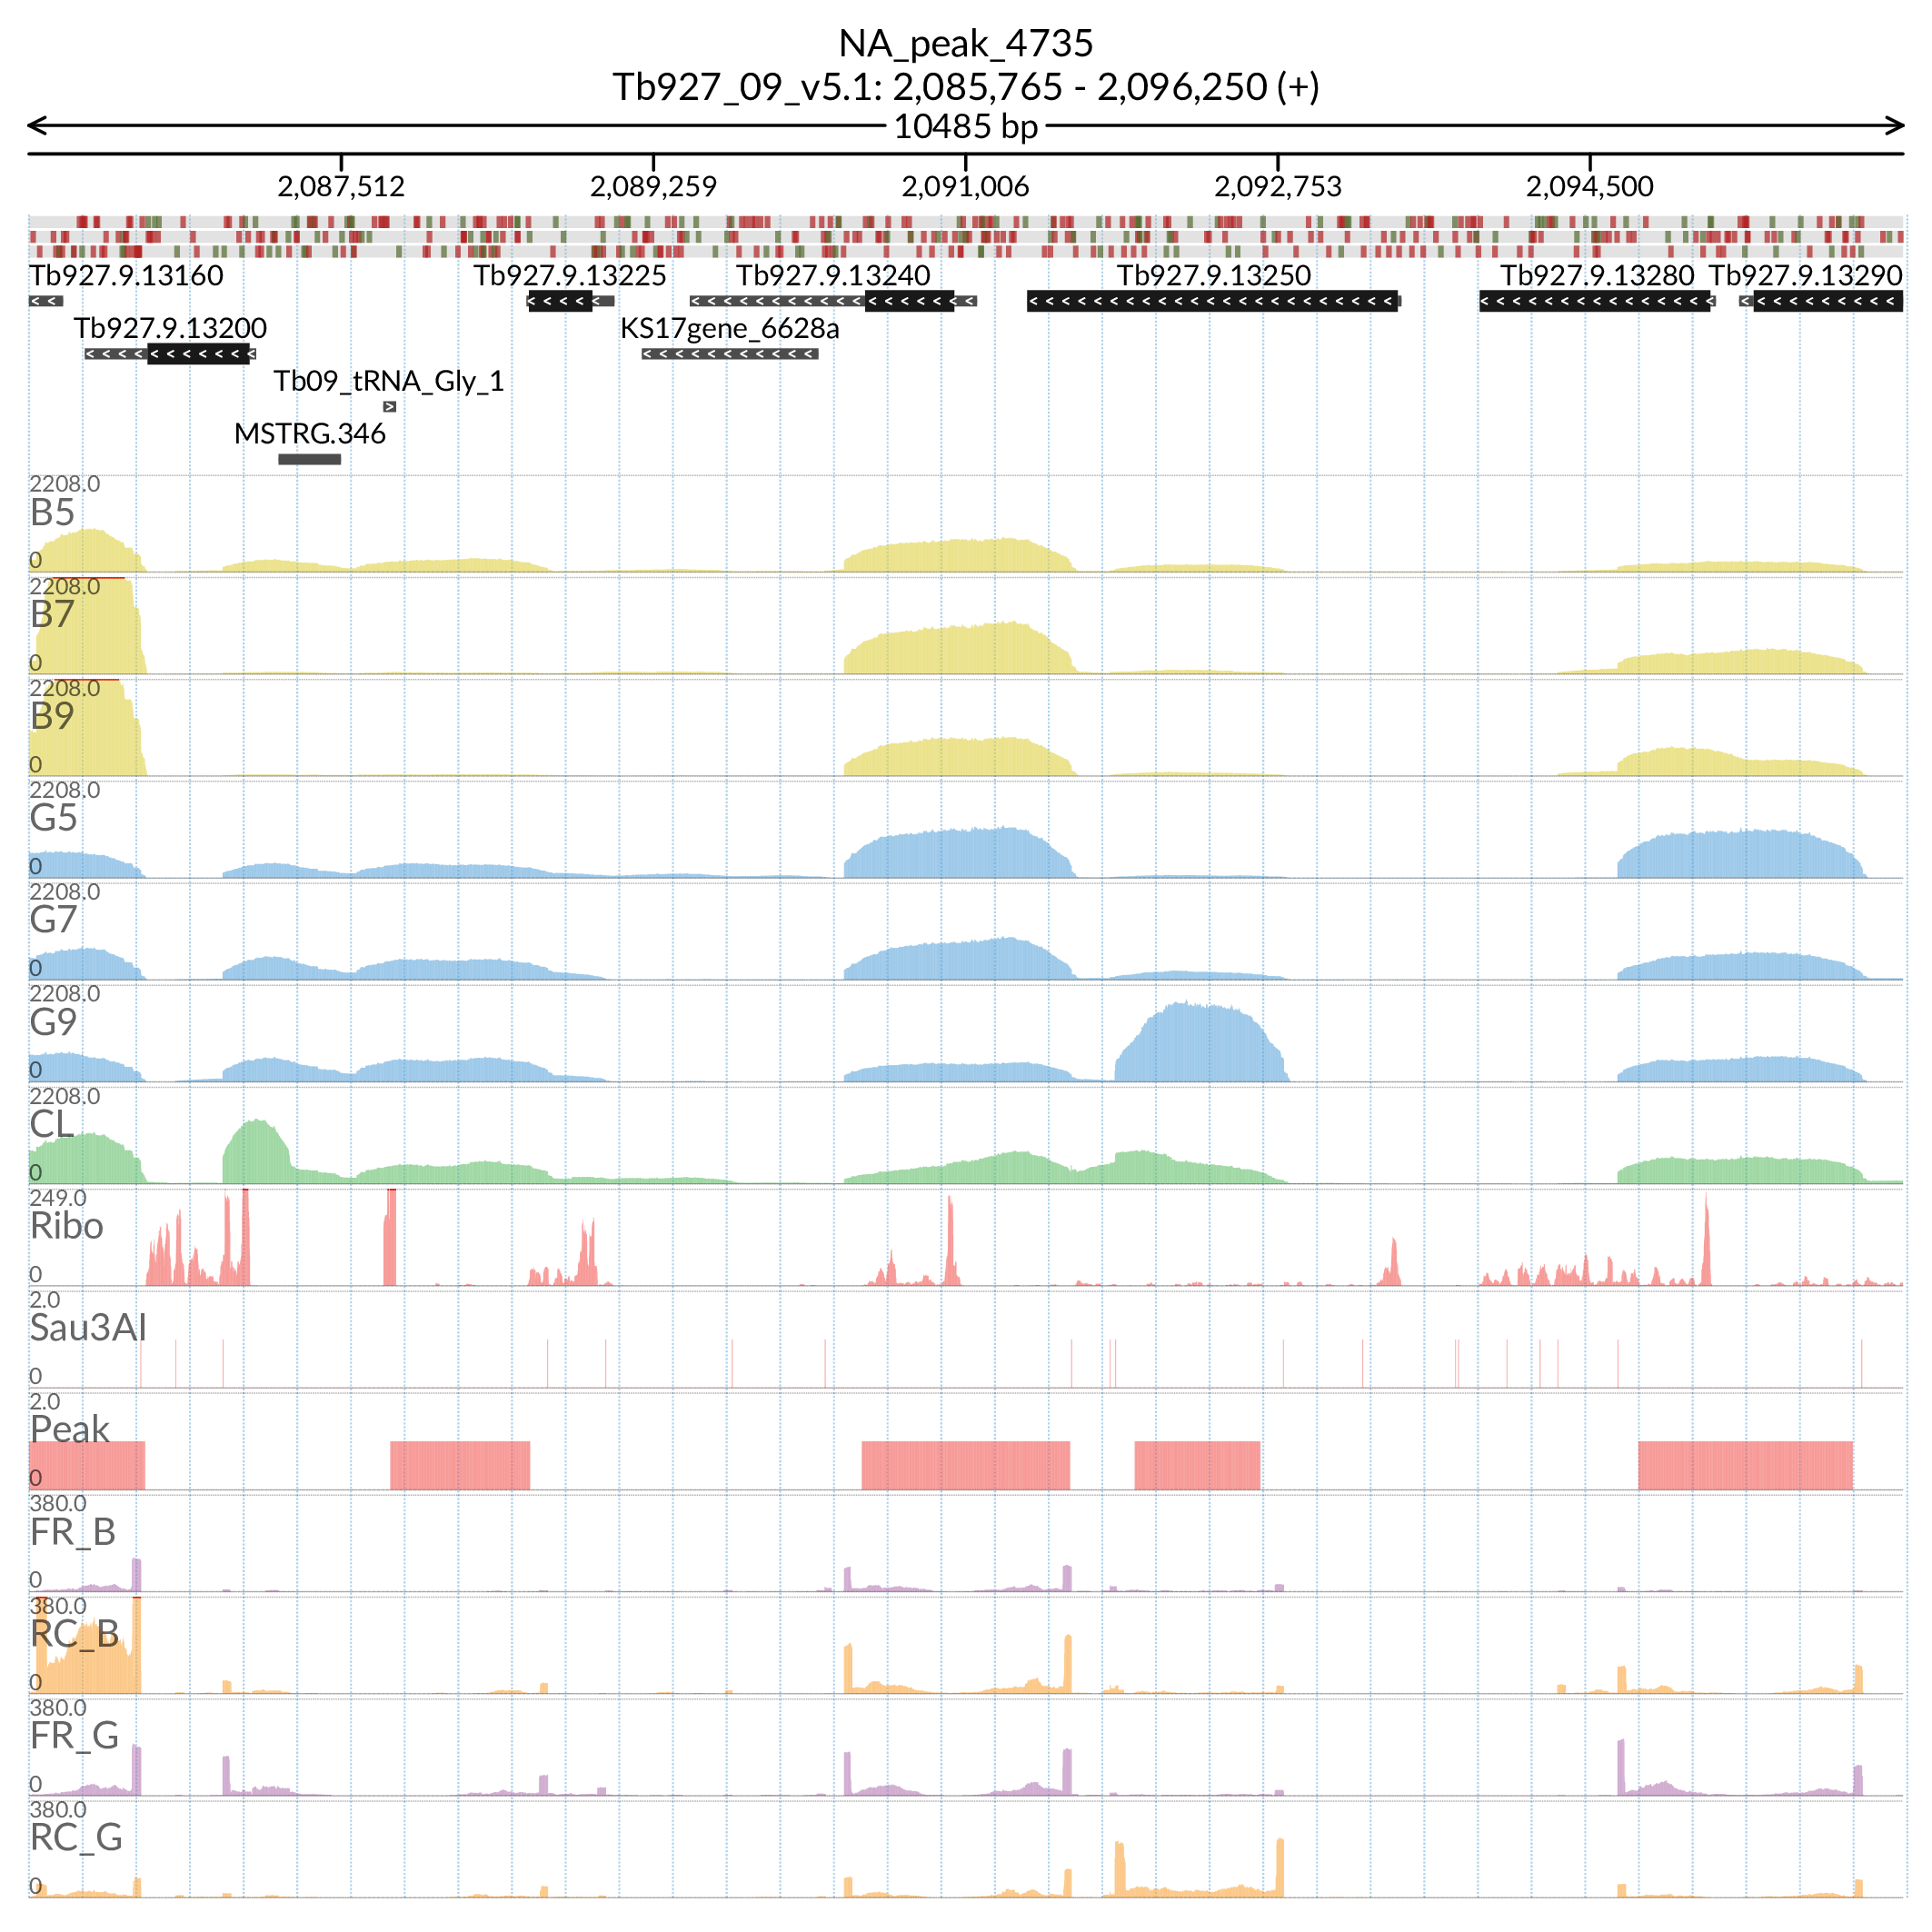 NA_peak_4735
Tb927_09_v5.1: 2,085,765 - 2,096,250 (+)
10485 bp
2,087,512 2,089,259 2,091,006 2,092,753 2,094,500
Tb927.9.13160 Tb927.9.13225 Tb927.9.13240 Tb927.9.13250 Tb927.9.13280 Tb927.9.13290
Tb927.9.13200 KS17gene_6628a
Tb09_tRNA_Gly_1
MSTRG.346
2208.0
B5
0
2208.0
B7
0
2208.0
B9
0
2208.0
G5
0
2208.0
G7
0
2208.0
G9
0
2208.0
CL
0
249.0
Ribo
0
2.0
Sau3AI
0
2.0
Peak
0
380.0
FR_B
0
380.0
RC_B
0
380.0
FR_G
0
380.0
RC_G
0